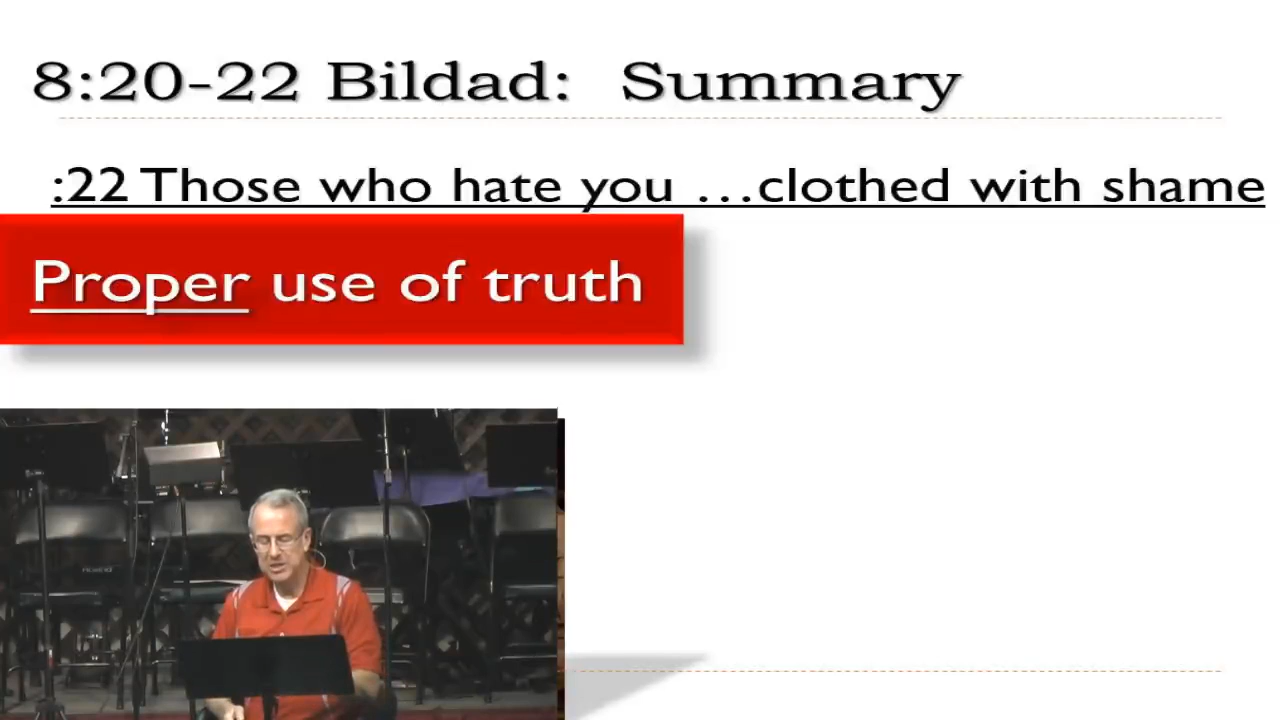 8:20-22 Bildad: Summary
:22 Those who hate you …clothed with shame
Proper use of truth